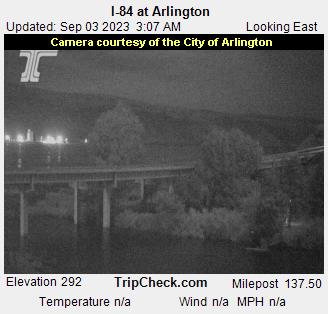 I-84 at Arlington
Updated: Sep 03 2023 3:07 AM Looking East
Camera courtesy of the City of Arlington
Elevation 292 TripCheck.com Milepost 137.50
Temperature n/a Wind n/a MPH n/a